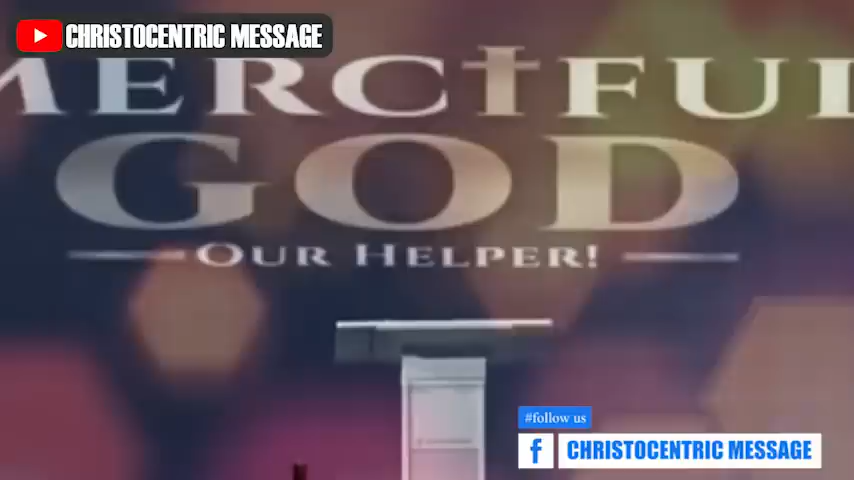 CHRISTOCENTRIC MESSAGE
MERCIFUL
GOD
OUR HELPER!
#follow us
f CHRISTOCENTRIC MESSAGE